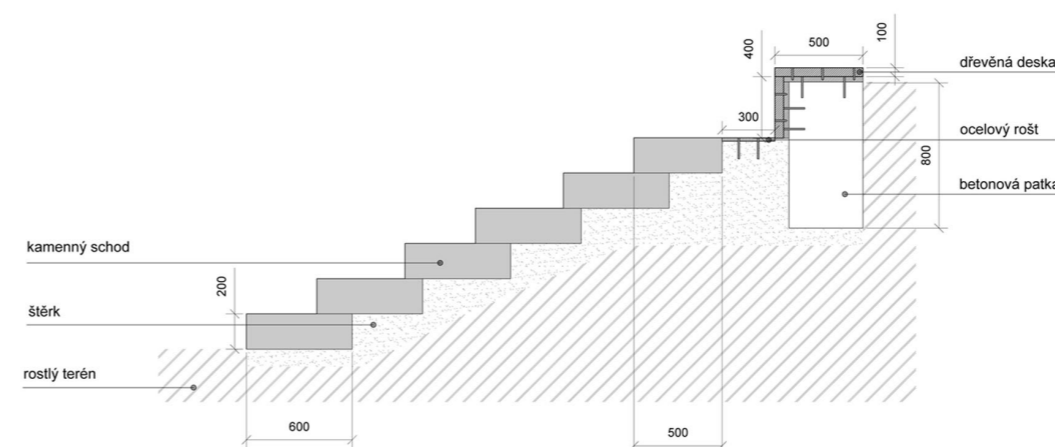 500
100
400
dřevěná deska
300
ocelový rošt
800
betonová patka
kamenný schod
200
štěrk
rostlý terén
600
500